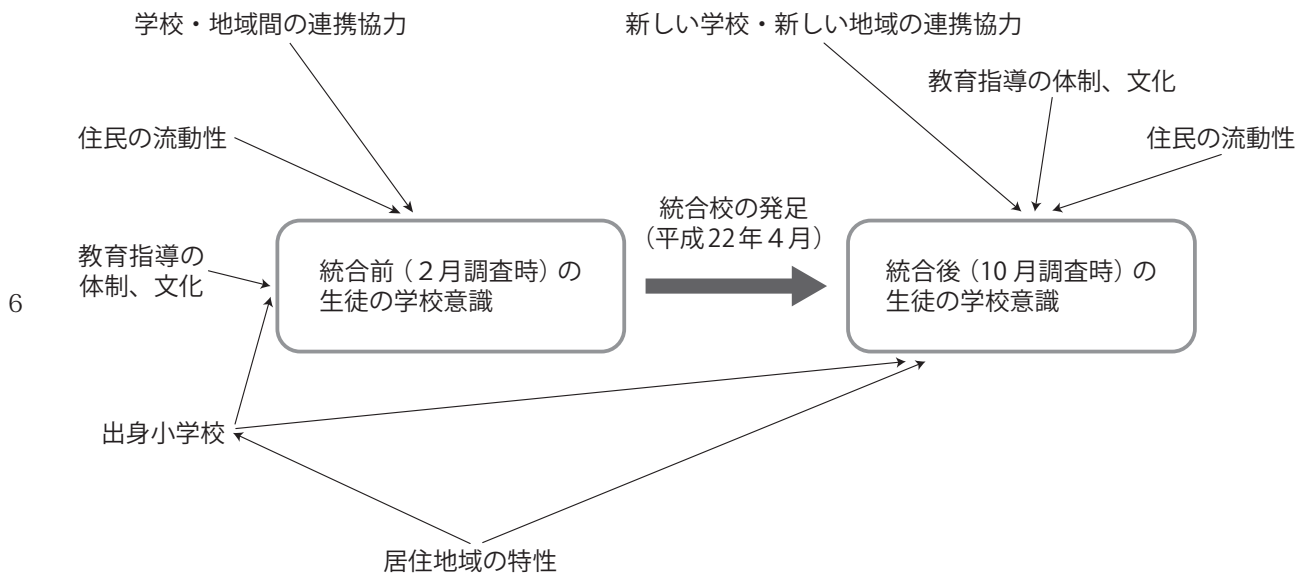 学校・地域間の連携協力
新しい学校・新しい地域の連携協力
教育指導の体制、文化
住民の流動性
住民の流動性
統合校の発足
（平成22年４月）
教育指導の
体制、文化
統合前（２月調査時）の
生徒の学校意識
統合後（10 月調査時）の
生徒の学校意識
6
出身小学校
居住地域の特性